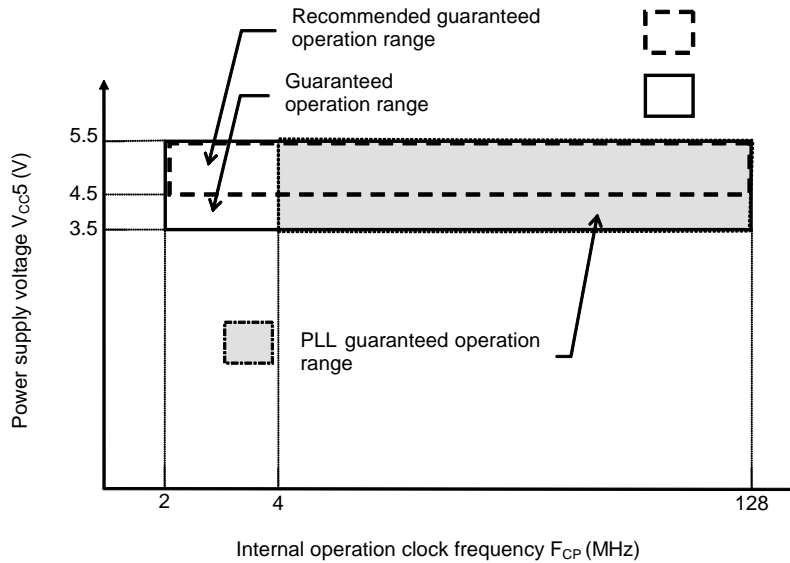 Recommended guaranteed
operation range
Guaranteed
operation range
5.5
4.5
3.5
Power supply voltage VCC5 (V)
PLL guaranteed operation
range
2
4
128
Internal operation clock frequency FCP (MHz)